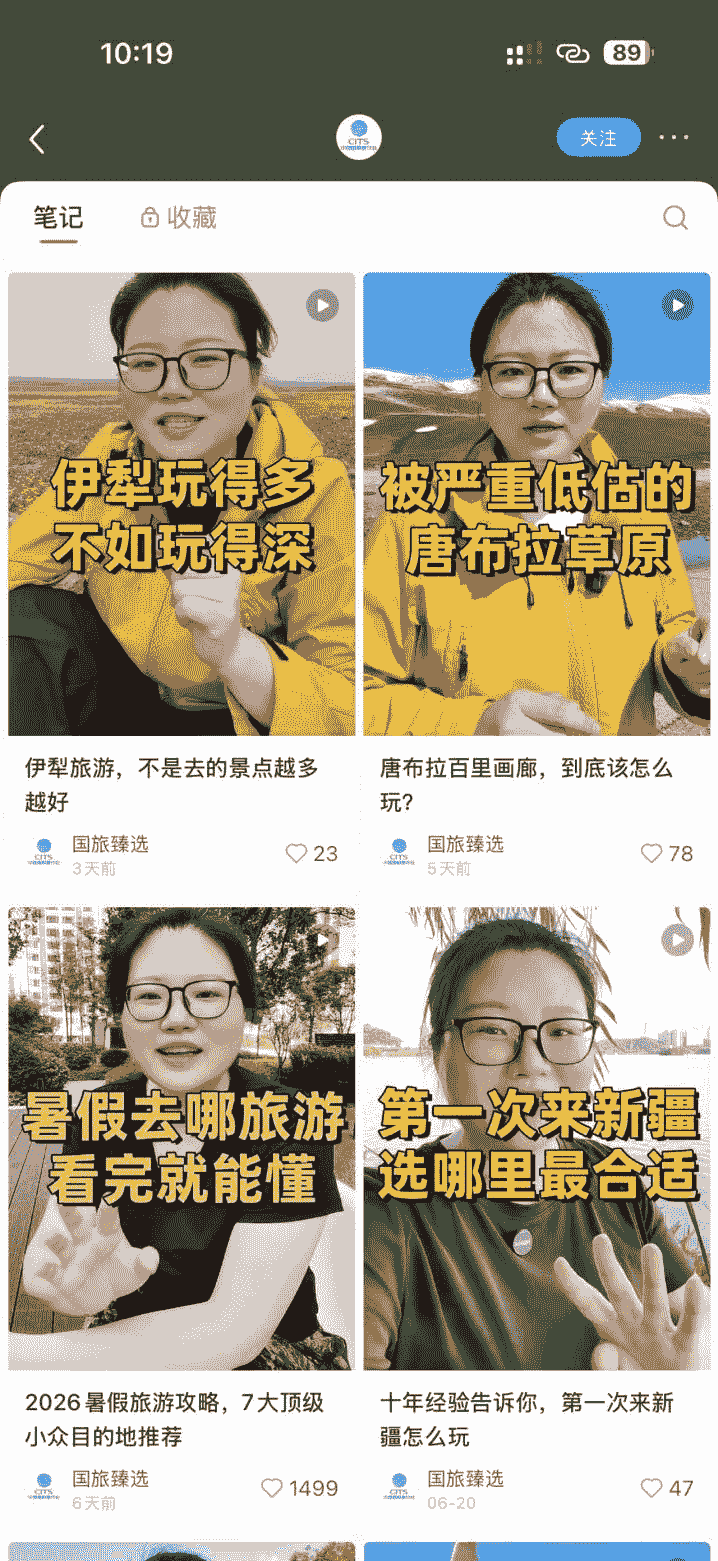 10:19
89
CITS
关注
笔记
收藏
伊犁玩得多
不如玩得深
被严重低估的
唐布拉草原
伊犁旅游，不是去的景点越多
越好
唐布拉百里画廊，到底该怎么
玩?
CITS
国旅臻选
3天前
23
CITS
国旅臻选
5天前
78
暑假去哪旅游
看完就能懂
第一次来新疆
选哪里最合适
2026暑假旅游攻略，7大顶级
小众目的地推荐
十年经验告诉你，第一次来新
疆怎么玩
CITS
国旅臻选
6天前
1499
CITS
国旅臻选
06-20
47